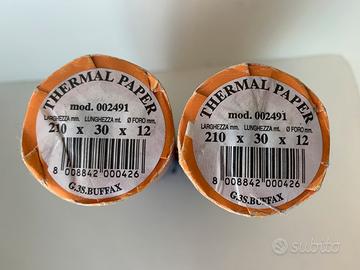 THERMAL PAPER
mod. 002491
LARGHEZZA mm. LUNGHEZZA mt. Ø FORO mm.
210 x 30 x 12
8 008842 000426
G.3S.BUFFAX
THERMAL PAPER
mod. 002491
LARGHEZZA mm. LUNGHEZZA mt. Ø FORO mm.
210 x 30 x 12
8 008842 000426
G.3S.BUFFAX
subito